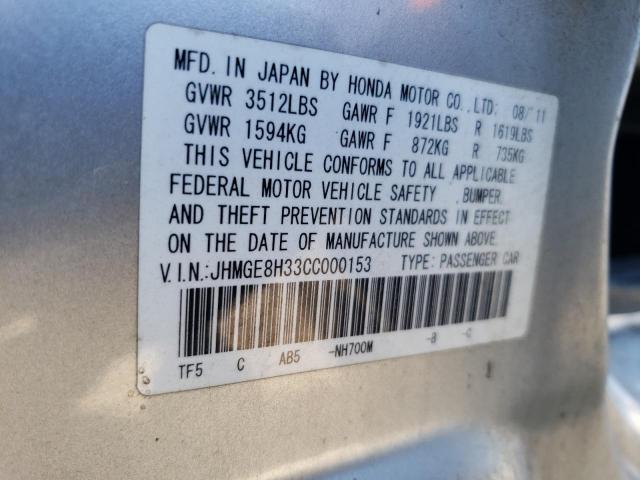 MFD. IN JAPAN BY HONDA MOTOR CO.,LTD. 08/'11
GVWR 3512LBS GAWR F 1921LBS R 1619LBS
GVWR 1594KG GAWR F 872KG R 735KG
THIS VEHICLE CONFORMS TO ALL APPLICABLE
FEDERAL MOTOR VEHICLE SAFETY ,BUMPER,
AND THEFT PREVENTION STANDARDS IN EFFECT
ON THE DATE OF MANUFACTURE SHOWN ABOVE.
V.I.N.:JHMGE8H33CC000153 TYPE: PASSENGER CAR
TF5 C AB5 -NH700M -B -C